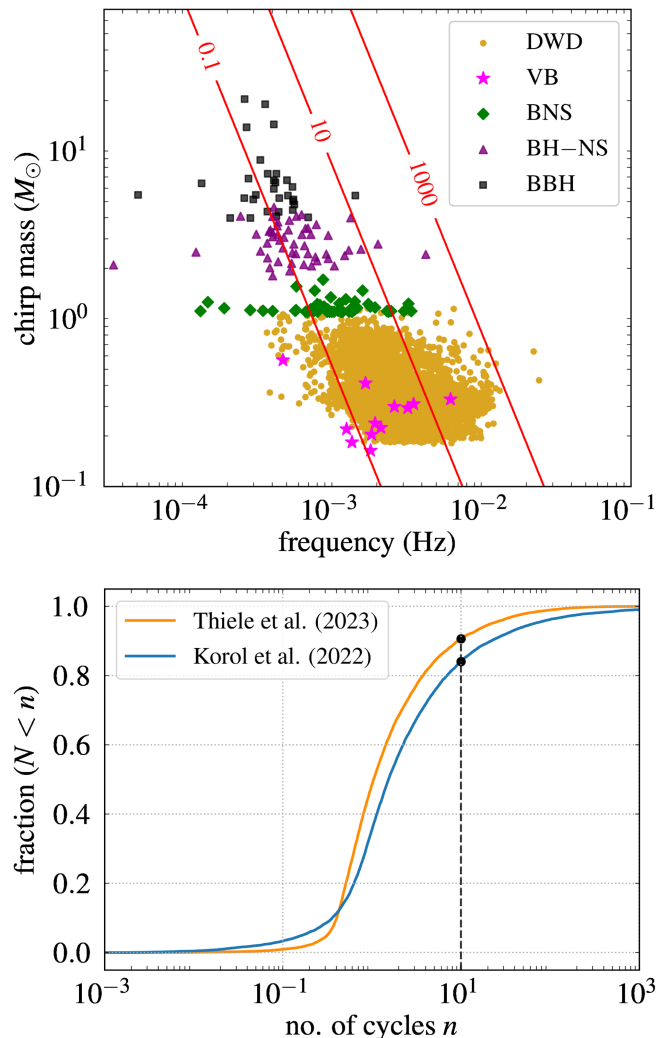 0.1
10
1000
DWD
VB
BNS
BH−NS
BBH
chirp mass (M⊙)
10¹
10⁰
10⁻¹
10⁻⁴
10⁻³
10⁻²
10⁻¹
frequency (Hz)
Thiele et al. (2023)
Korol et al. (2022)
fraction (N < n)
1.0
0.8
0.6
0.4
0.2
0.0
10⁻³
10⁻¹
10¹
10³
no. of cycles n